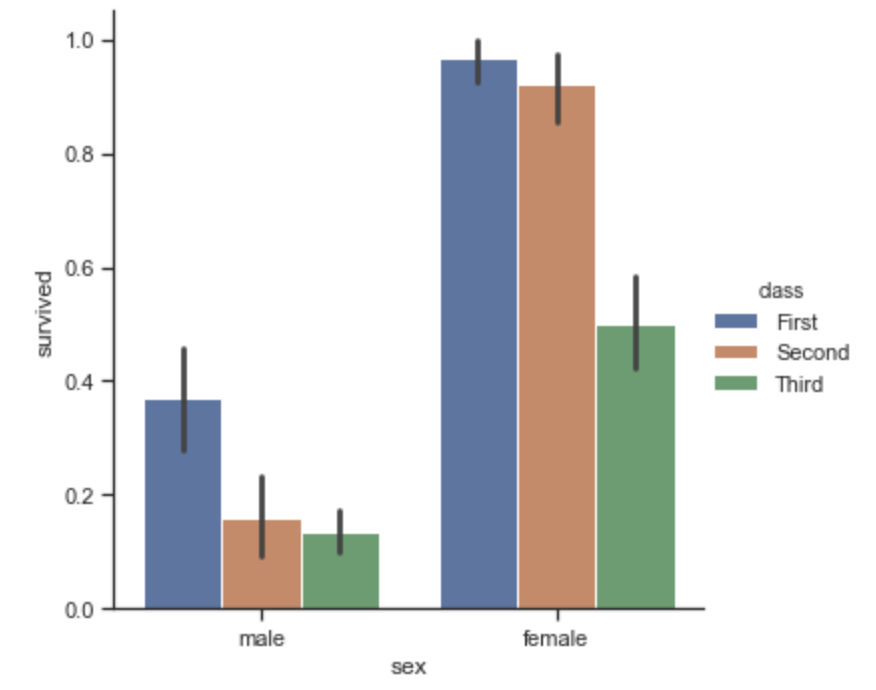 1.0
0.8
0.6
0.4
0.2
0.0
survived
male
female
sex
class
First
Second
Third